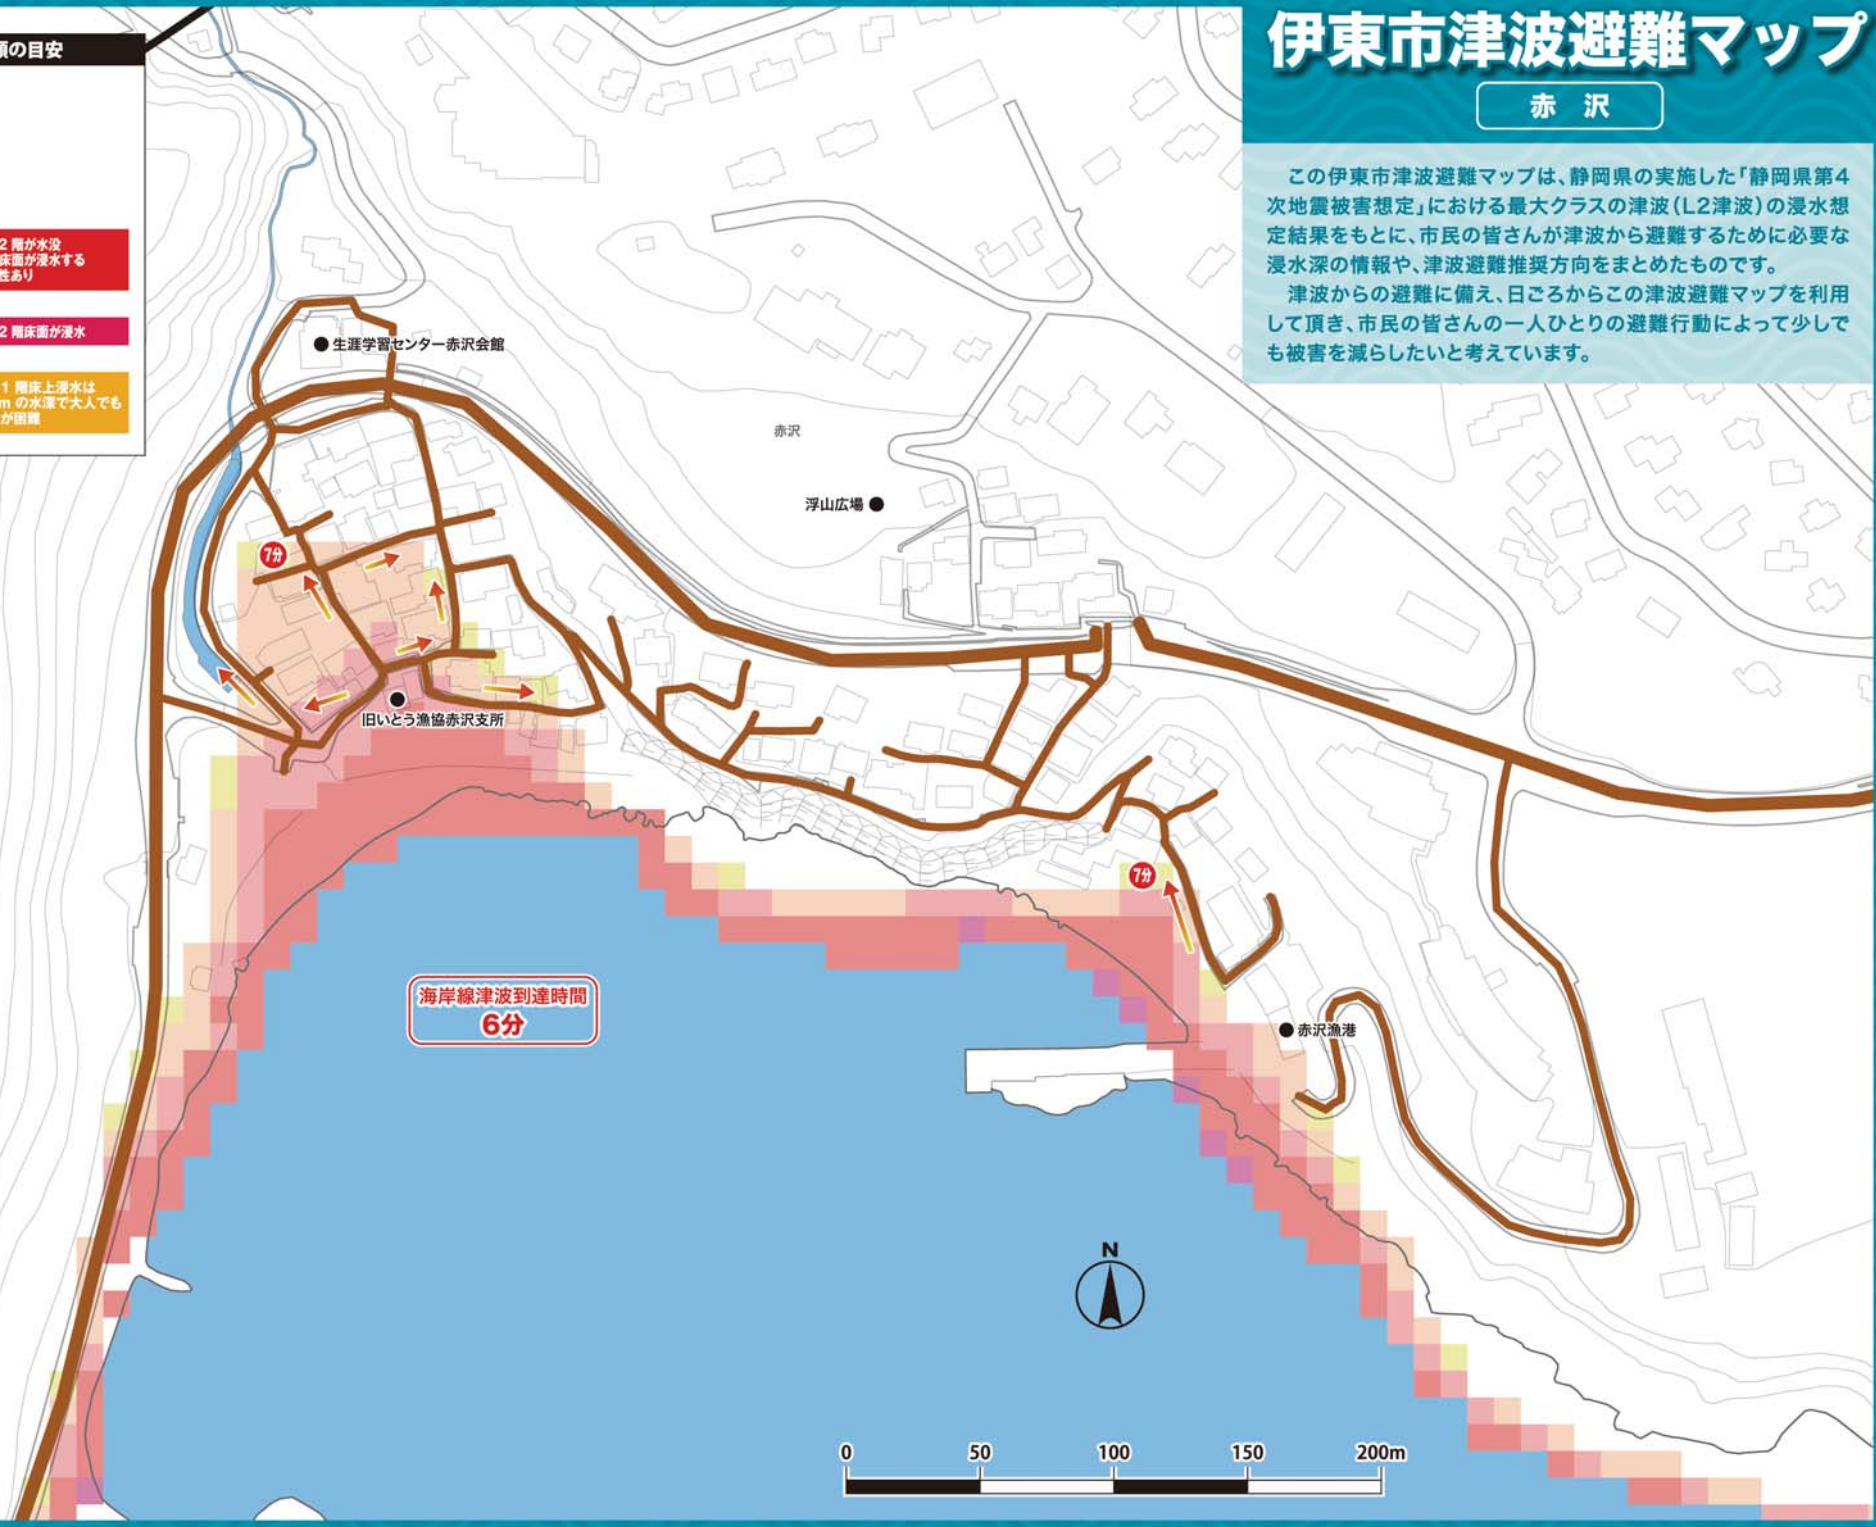 伊東市津波避難マップ
赤 沢
この伊東市津波避難マップは、静岡県の実施した「静岡県第4
次地震被害想定」における最大クラスの津波(L2津波)の浸水想
定結果をもとに、市民の皆さんが津波から避難するために必要な
浸水深の情報や、津波避難推奨方向をまとめたものです。
津波からの避難に備え、日ごろからこの津波避難マップを利用
して頂き、市民の皆さんの一人ひとりの避難行動によって少しで
も被害を減らしたいと考えています。
の目安
2 階が水没
床面が浸水する
性あり
2 階床面が浸水
1 階床上浸水は
m の水深で大人でも
が困難
生涯学習センター赤沢会館
赤沢
浮山広場
7分
旧いとう漁協赤沢支所
7分
海岸線津波到達時間
6分
赤沢漁港
N
0 50 100 150 200m